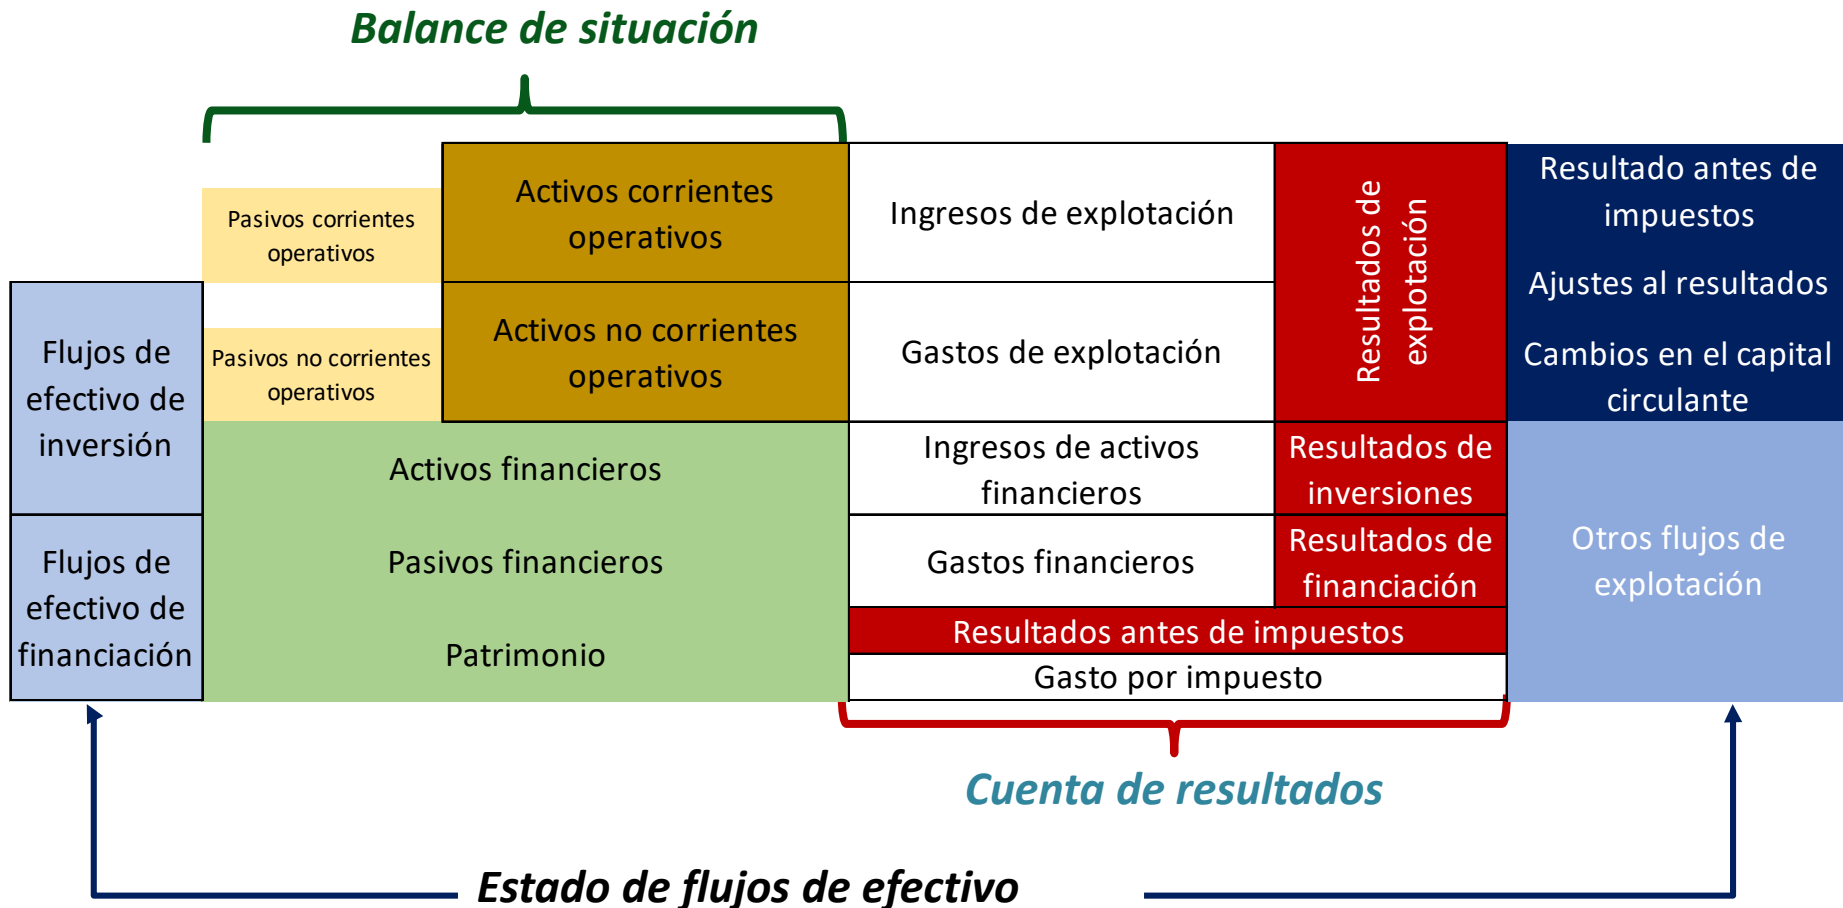 Balance de situación
Pasivos corrientes
operativos
Activos corrientes
operativos
Ingresos de explotación
Resultados de
explotación
Resultado antes de
impuestos
Ajustes al resultados
Cambios en el capital
circulante
Flujos de
efectivo de
inversión
Pasivos no corrientes
operativos
Activos no corrientes
operativos
Gastos de explotación
Activos financieros
Ingresos de activos
financieros
Resultados de
inversiones
Otros flujos de
explotación
Flujos de
efectivo de
financiación
Pasivos financieros
Gastos financieros
Resultados de
financiación
Patrimonio
Resultados antes de impuestos
Gasto por impuesto
Cuenta de resultados
Estado de flujos de efectivo